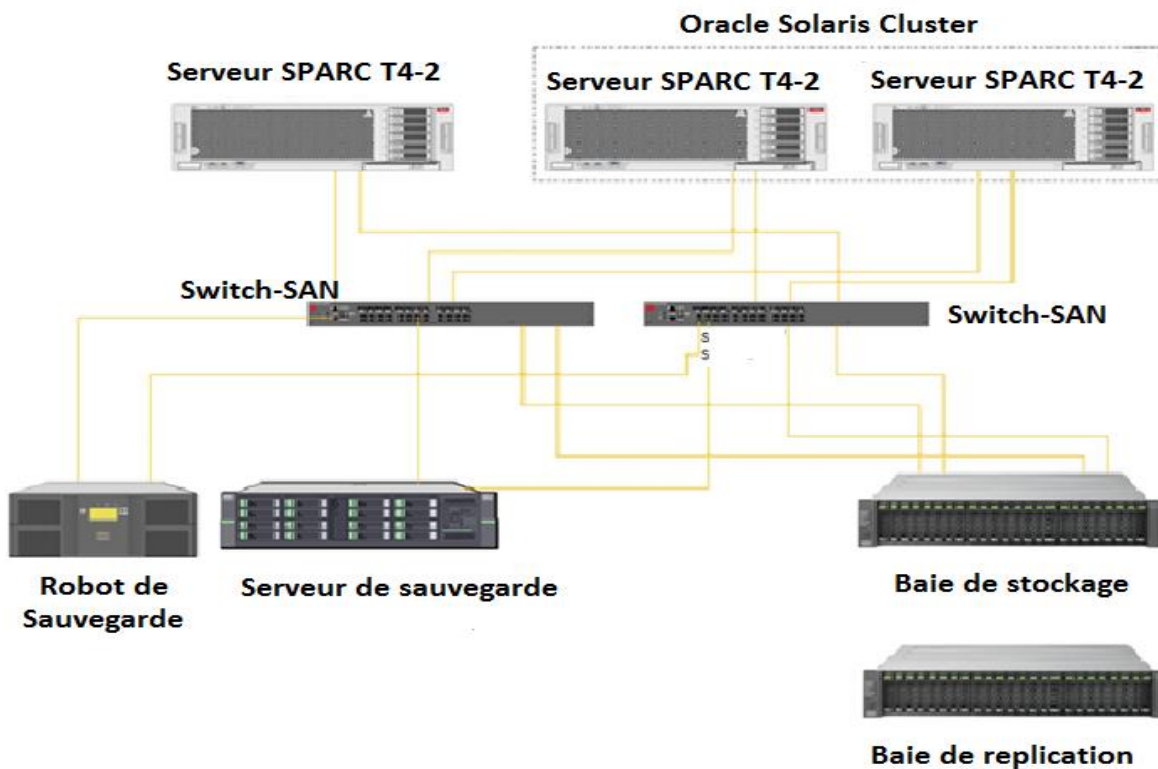 Oracle Solaris Cluster
Serveur SPARC T4-2
Serveur SPARC T4-2
Serveur SPARC T4-2
Switch-SAN
Switch-SAN
S
S
Robot de
Sauvegarde
Serveur de sauvegarde
Baie de stockage
Baie de replication